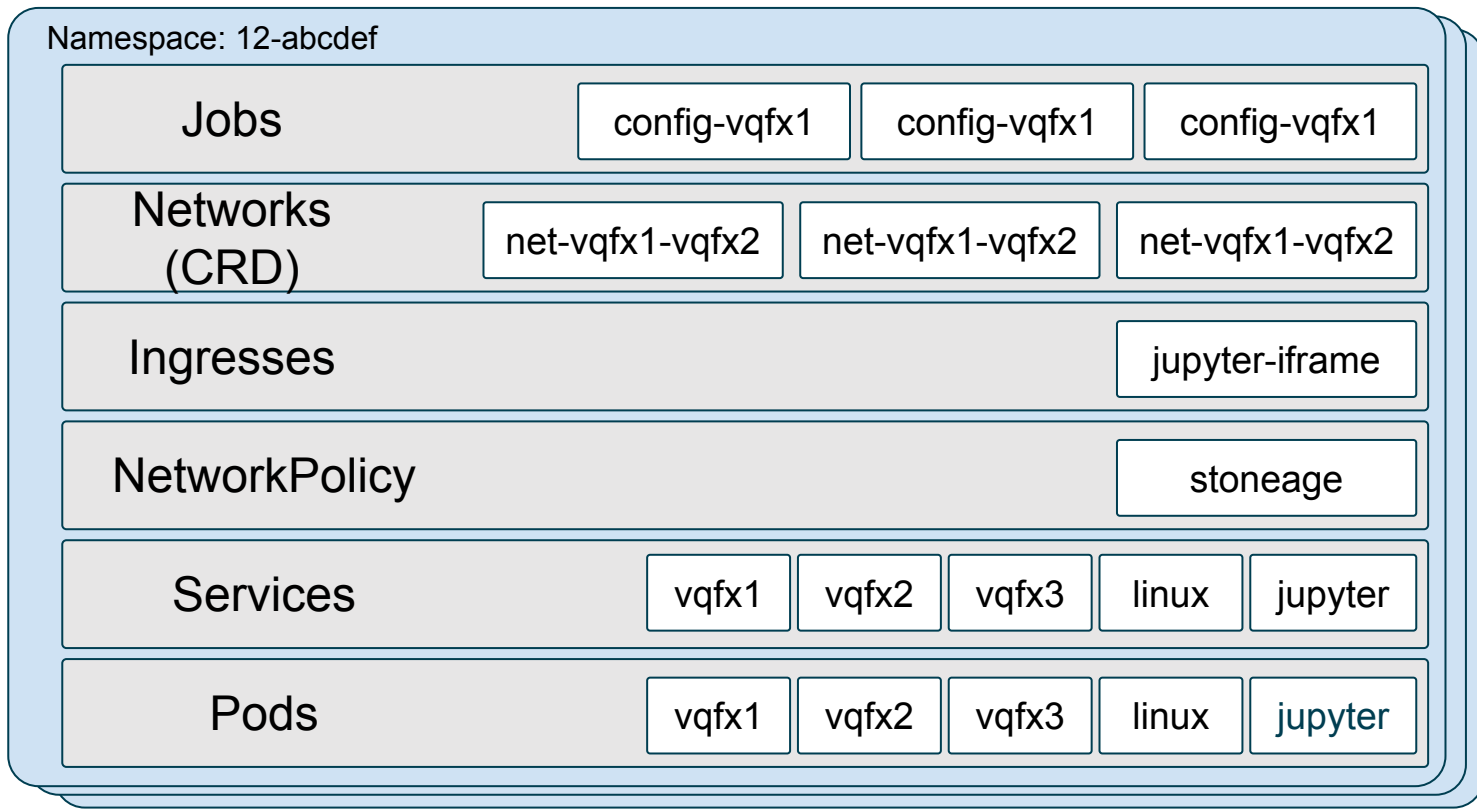 Namespace: 12-abcdef
Jobs
config-vqfx1
config-vqfx1
config-vqfx1
Networks
(CRD)
net-vqfx1-vqfx2
net-vqfx1-vqfx2
net-vqfx1-vqfx2
Ingresses
jupyter-iframe
NetworkPolicy
stoneage
Services
vqfx1
vqfx2
vqfx3
linux
jupyter
Pods
vqfx1
vqfx2
vqfx3
linux
jupyter